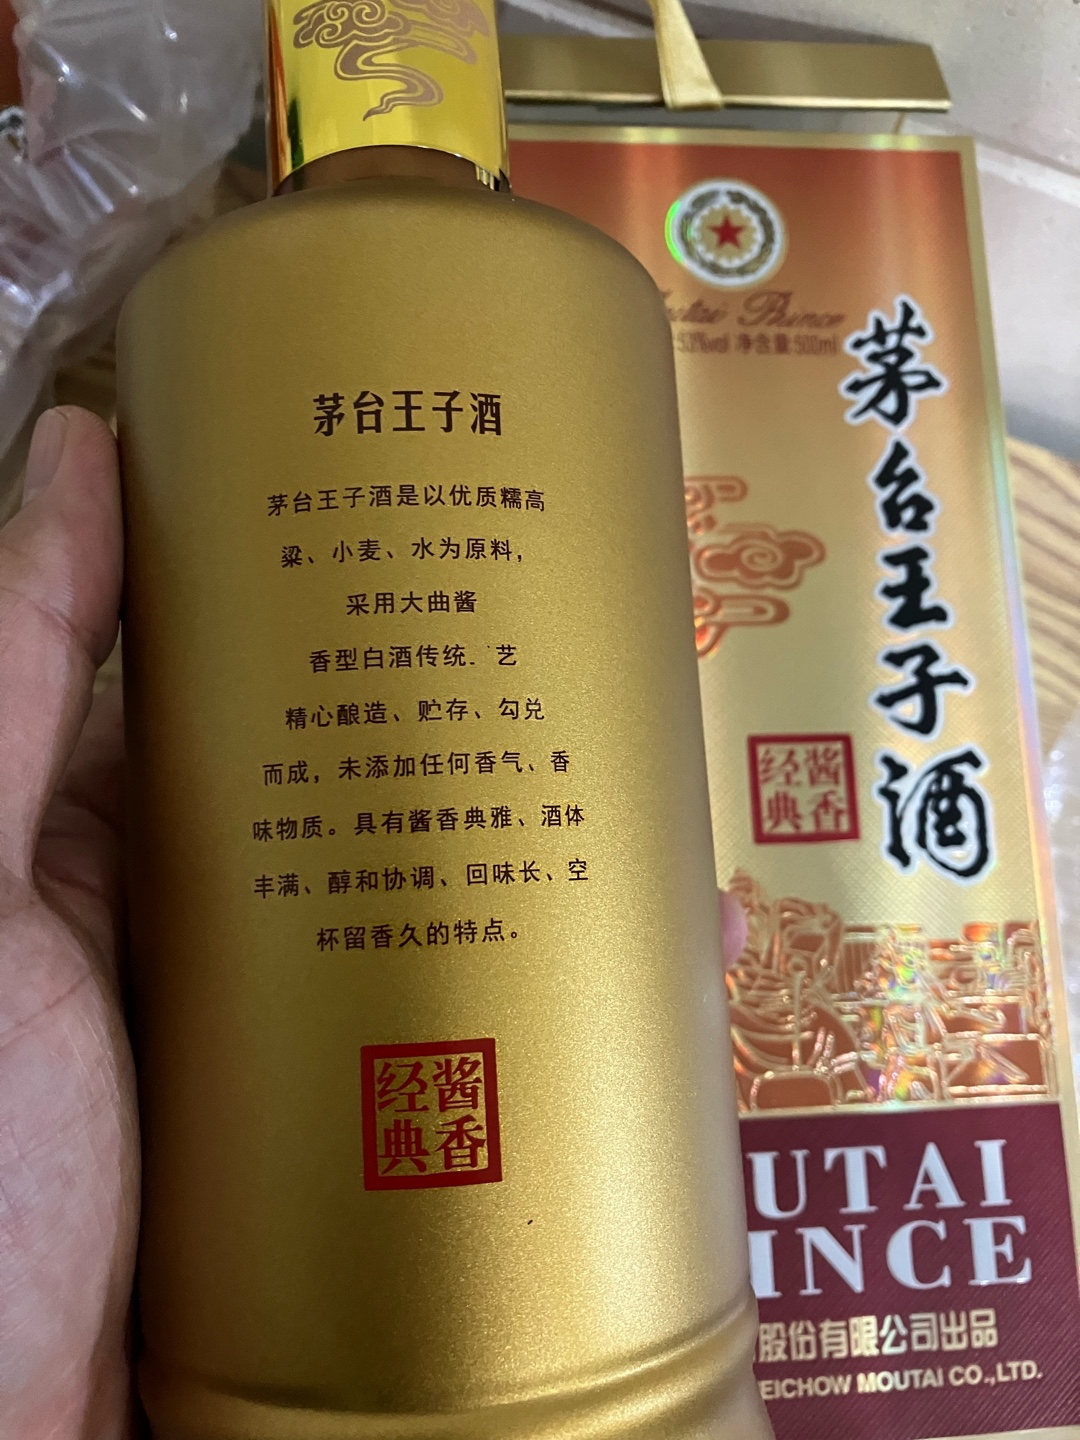 茅台王子酒
茅台王子酒是以优质糯高
粱、小麦、水为原料，
采用大曲酱
香型白酒传统 艺
精心酿造、贮存、勾兑
而成，未添加任何香气、香
味物质。具有酱香典雅、酒体
丰满、醇和协调、回味长、空
杯留香久的特点。
酱香
经典
Prince
53%vol 净含量500ml
茅台王子酒
酱香
经典
UTAI
INCE
股份有限公司出品
EICHOW MOUTAI CO.,LTD.